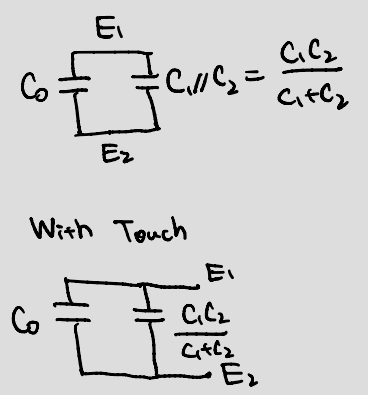 E₁
C₀
C₁//C₂ = C₁C₂
C₁+C₂
E₂
With Touch
E₁
C₀
C₁C₂
C₁+C₂
E₂